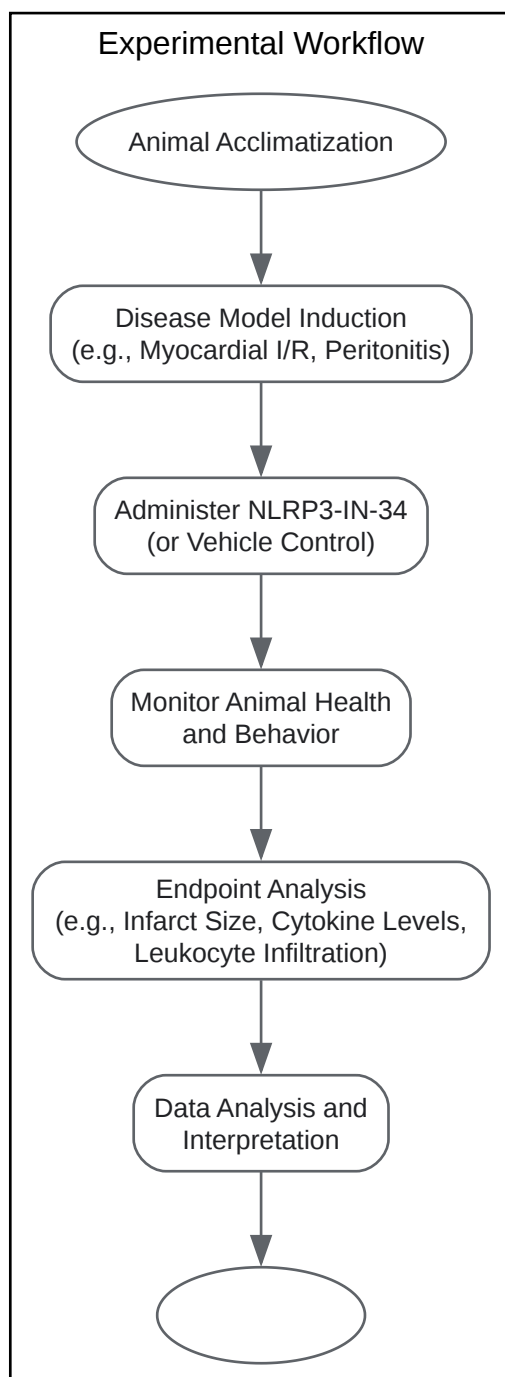 Experimental Workflow
Animal Acclimatization
Disease Model Induction
(e.g., Myocardial I/R, Peritonitis)
Administer NLRP3-IN-34
(or Vehicle Control)
Monitor Animal Health
and Behavior
Endpoint Analysis
(e.g., Infarct Size, Cytokine Levels,
Leukocyte Infiltration)
Data Analysis and
Interpretation